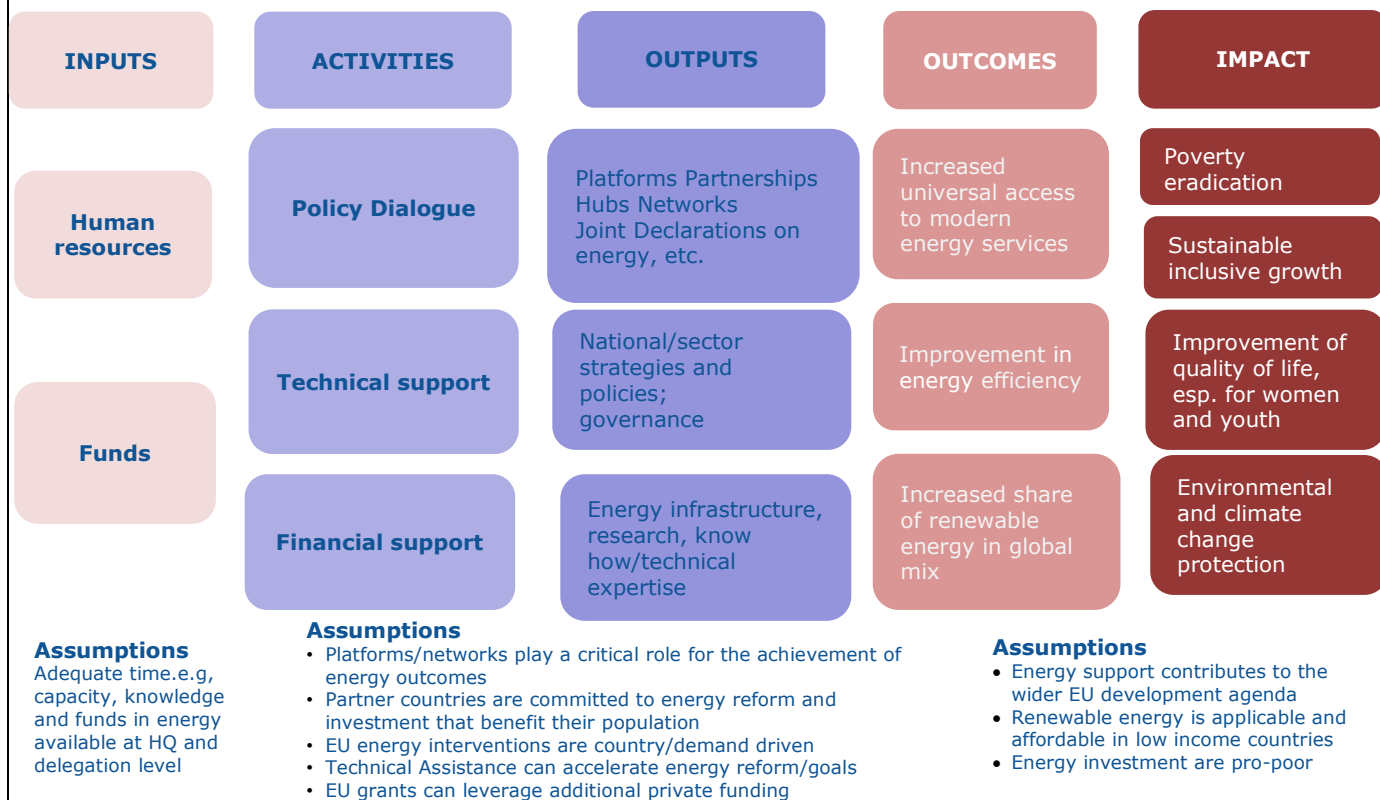 INPUTS
ACTIVITIES
OUTPUTS
OUTCOMES
IMPACT
Human
resources
Funds
Policy Dialogue
Technical support
Financial support
Platforms Partnerships
Hubs Networks
Joint Declarations on
energy, etc.
National/sector
strategies and
policies;
governance
Energy infrastructure,
research, know
how/technical
expertise
Increased
universal access
to modern
energy services
Improvement in
energy efficiency
Increased share
of renewable
energy in global
mix
Poverty
eradication
Sustainable
inclusive growth
Improvement of
quality of life,
esp. for women
and youth
Environmental
and climate
change
protection
Assumptions
Adequate time.e.g,
capacity, knowledge
and funds in energy
available at HQ and
delegation level
Assumptions
• Platforms/networks play a critical role for the achievement of
energy outcomes
• Partner countries are committed to energy reform and
investment that benefit their population
• EU energy interventions are country/demand driven
• Technical Assistance can accelerate energy reform/goals
• EU grants can leverage additional private funding
Assumptions
• Energy support contributes to the
wider EU development agenda
• Renewable energy is applicable and
affordable in low income countries
• Energy investment are pro-poor